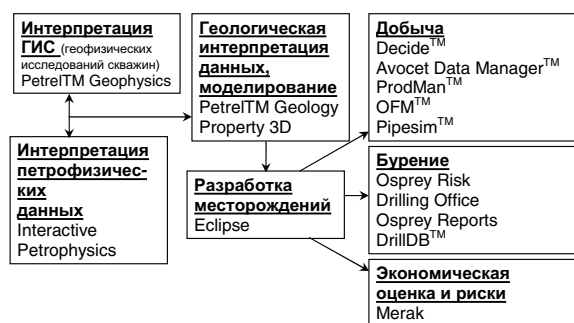 Интерпретация
ГИС (геофизических
исследований скважин)
PetrelTM Geophysics
Интерпретация
петрофизичес-
ких
данных
Interactive
Petrophysics
Геологическая
интерпретация
данных,
моделирование
PetrelTM Geology
Property 3D
Разработка
месторождений
Eclipse
Добыча
Decide™
Avocet Data Manager™
ProdMan™
OFM™
Pipesim™
Бурение
Osprey Risk
Drilling Office
Osprey Reports
DrillDB™
Экономическая
оценка и риски
Merak